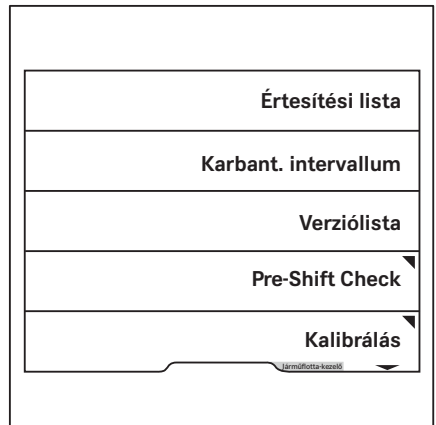 Értesítési lista
Karbant. intervallum
Verziólista
Pre-Shift Check
Kalibrálás
Járműflotta-kezelő